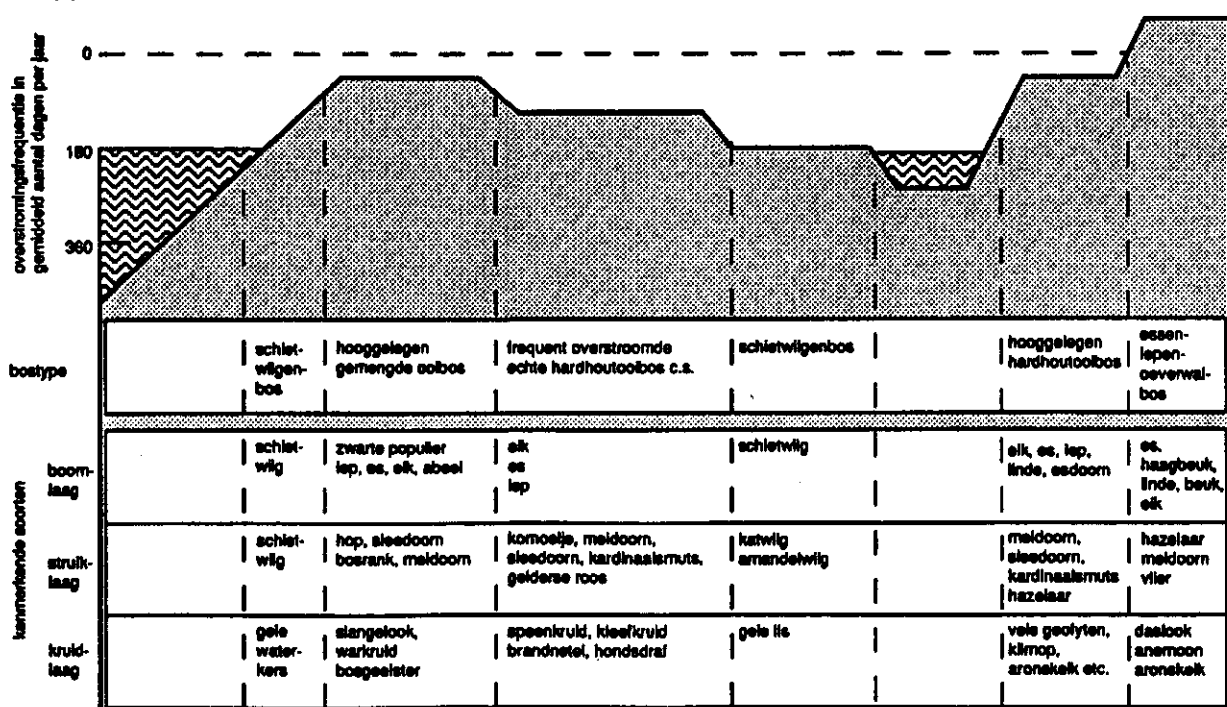 overstromingsfrequentie in
gemiddeld aantal dagen per jaar
0
180
360
bostype
schiet-
wilgen-
bos
hooggelegen
gemengde ooibos
frequent overstroomde
echte hardhoutooibos c.s.
schietwilgenbos
hooggelegen
hardhoutooibos
essen-
iepen-
oeverwal-
bos
kenmerkende soorten
boom-
laag
schiet-
wilg
zwarte populier
iep, es, eik, abeel
eik
es
iep
schietwilg
eik, es, iep,
linde, esdoorn
es,
haagbeuk,
linde, beuk,
eik
struik-
laag
schiet-
wilg
hop, sleedoorn
bosrank, meidoorn
kornoelje, meidoorn,
sleedoorn, kardinaalsmuts,
gelderse roos
katwilg
amandelwilg
meidoorn,
sleedoorn,
kardinaalsmuts
hazelaar
hazelaar
meidoorn
vlier
kruid-
laag
gele
water-
kers
slangelook,
warkruid
bosgeelster
speenkruid, kleefkruid
brandnetel, hondsdraf
gele lis
vele geofyten,
klimop,
aronskelk etc.
daslook
anemoon
aronskelk